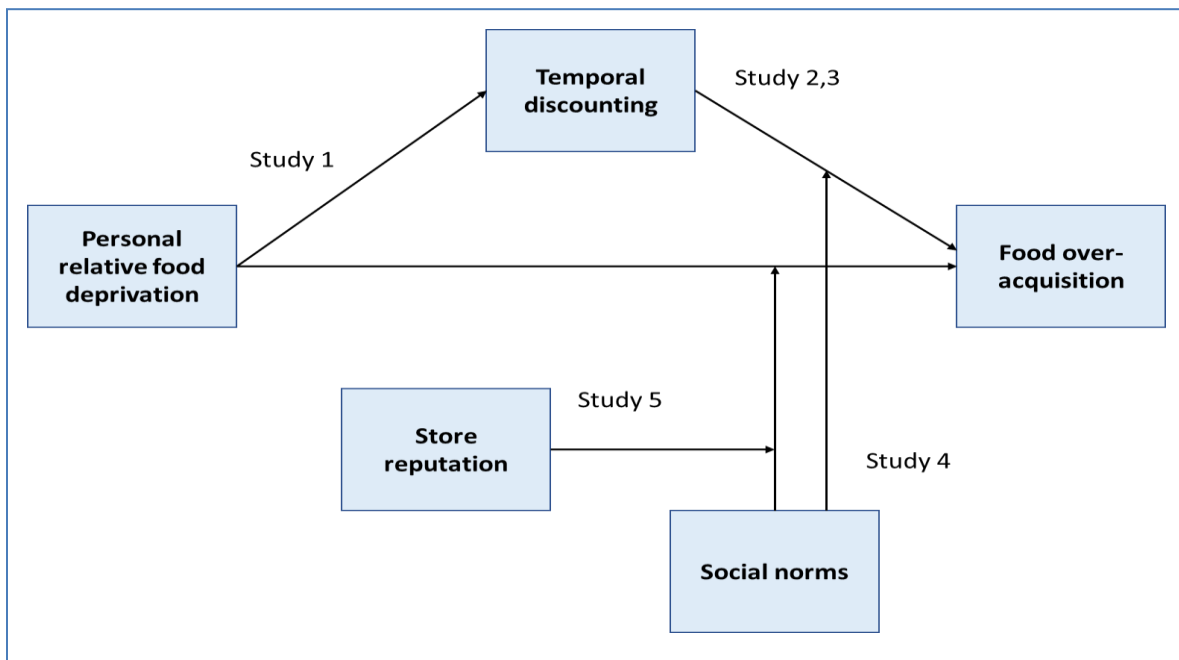 Temporal
discounting
Study 2,3
Study 1
Personal
relative food
deprivation
Food over-
acquisition
Store
reputation
Study 5
Study 4
Social norms